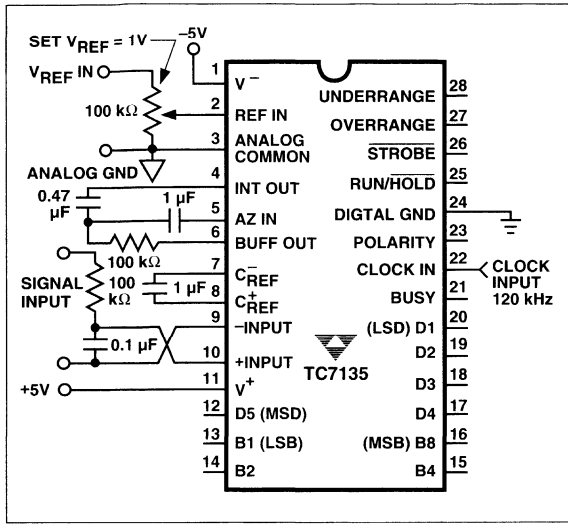 SET VREF = 1V
–5V
VREF IN
100 kΩ
ANALOG GND
0.47
µF
1 µF
100 kΩ
SIGNAL
INPUT
100
kΩ
1 µF
0.1 µF
+5V
1 V–
2 REF IN
3 ANALOG
COMMON
4 INT OUT
5 AZ IN
6 BUFF OUT
7 C–REF
8 C+REF
9 –INPUT
10 +INPUT
11 V+
12 D5 (MSD)
13 B1 (LSB)
14 B2
TC7135
UNDERRANGE 28
OVERRANGE 27
STROBE 26
RUN/HOLD 25
DIGTAL GND 24
POLARITY 23
CLOCK IN 22
BUSY 21
(LSD) D1 20
D2 19
D3 18
D4 17
(MSB) B8 16
B4 15
CLOCK
INPUT
120 kHz